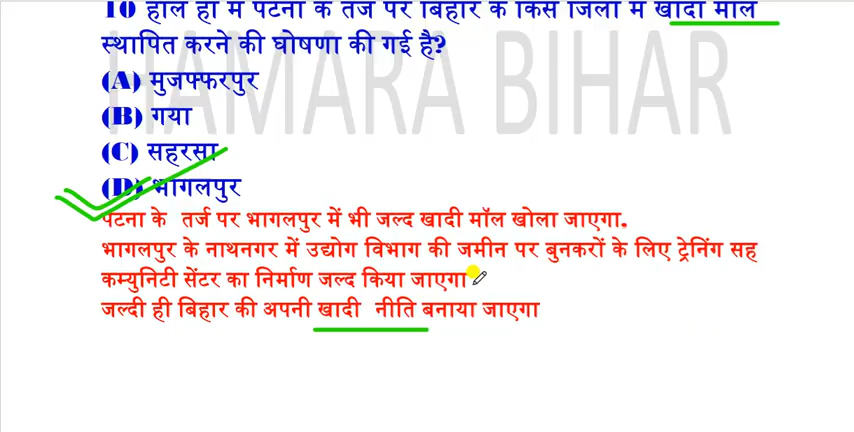 10 हाल ही में पटना के तर्ज पर बिहार के किस जिला में खादी मॉल
स्थापित करने की घोषणा की गई है?
(A) मुजफ्फरपुर
(B) गया
(C) सहरसा
(D) भागलपुर
पटना के तर्ज पर भागलपुर में भी जल्द खादी मॉल खोला जाएगा.
भागलपुर के नाथनगर में उद्योग विभाग की जमीन पर बुनकरों के लिए ट्रेनिंग सह
कम्युनिटी सेंटर का निर्माण जल्द किया जाएगा
जल्दी ही बिहार की अपनी खादी नीति बनाया जाएगा
HAMARA BIHAR